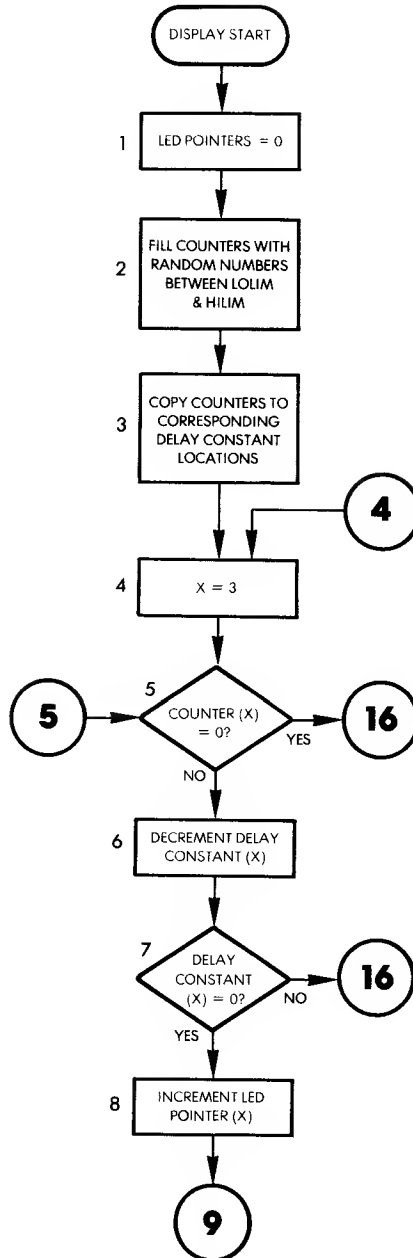 DISPLAY START
1
LED POINTERS = 0
2
FILL COUNTERS WITH
RANDOM NUMBERS
BETWEEN LOLIM
& HILIM
3
COPY COUNTERS TO
CORRESPONDING
DELAY CONSTANT
LOCATIONS
4
4
X = 3
5
5
COUNTER (X)
= 0?
YES
16
NO
6
DECREMENT DELAY
CONSTANT (X)
7
DELAY
CONSTANT
(X) = 0?
NO
16
YES
8
INCREMENT LED
POINTER (X)
9